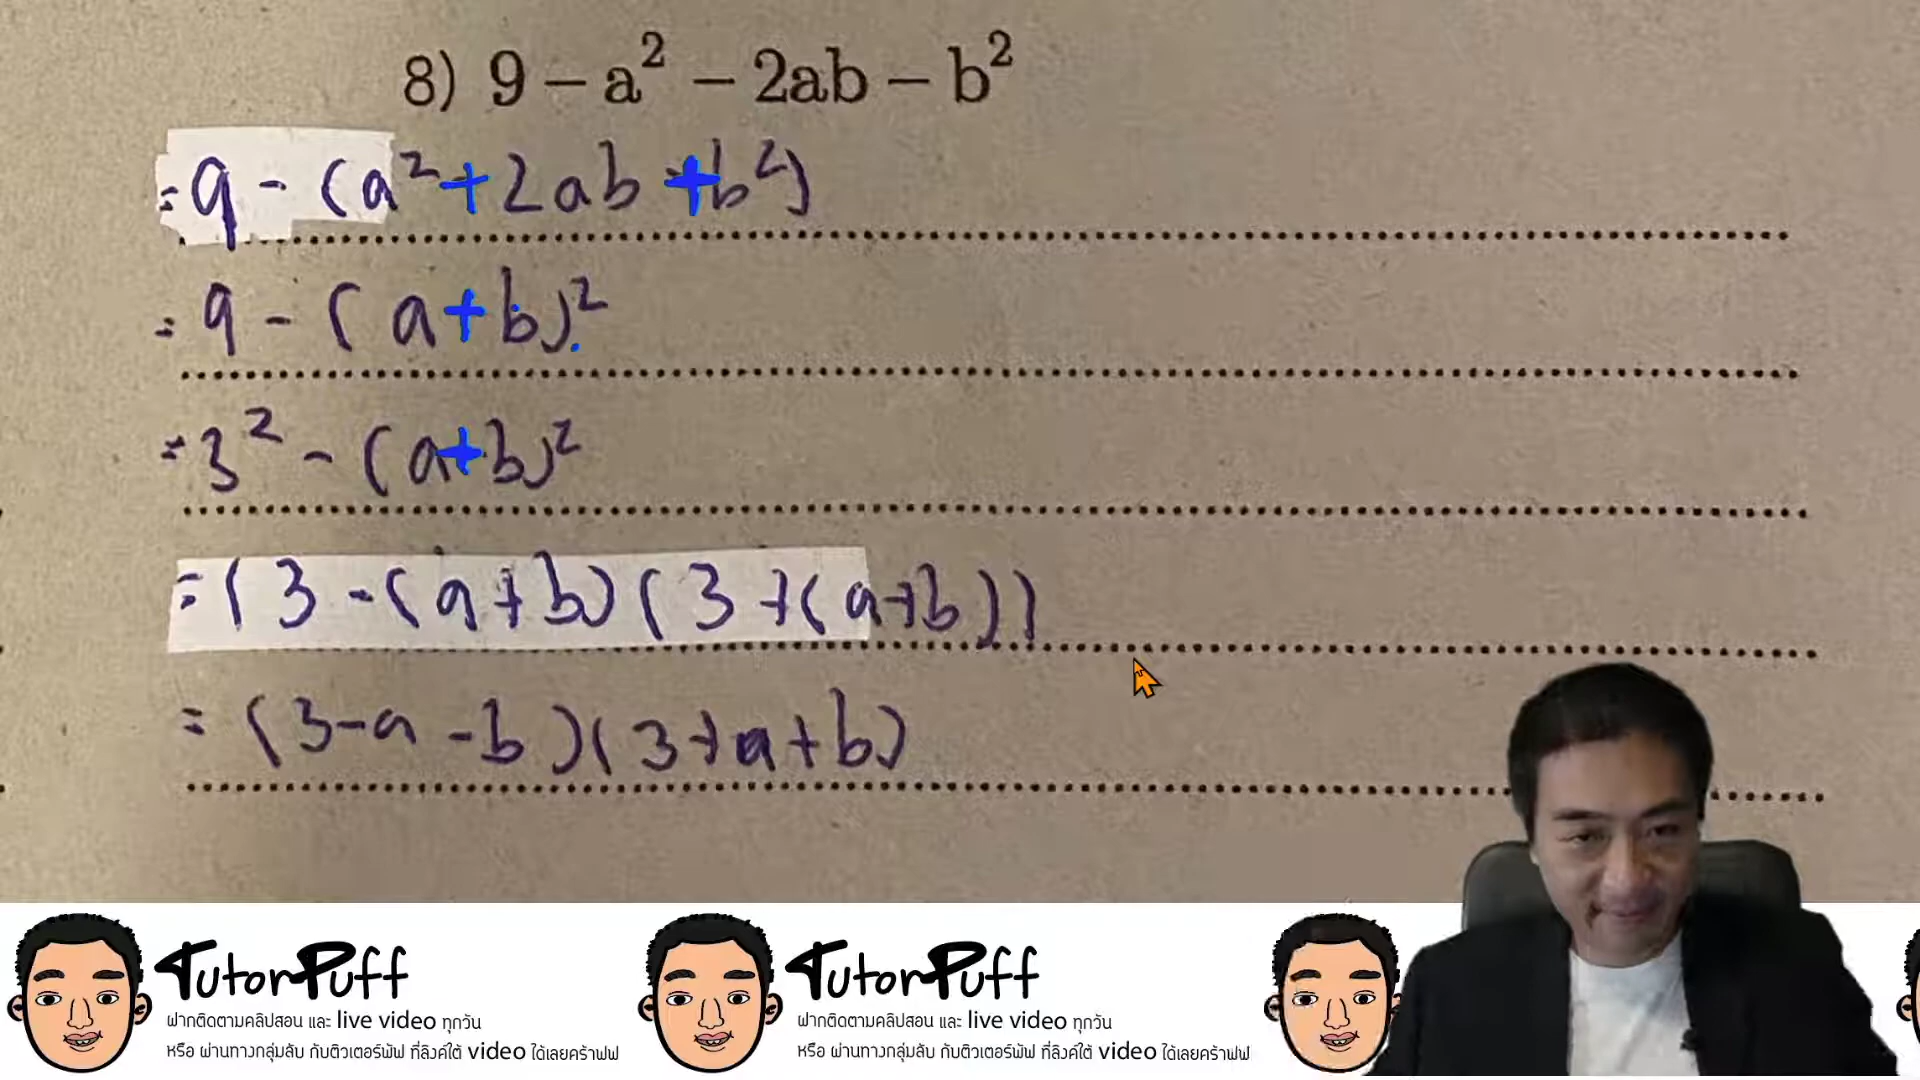 8) 9 − a² − 2ab − b²
= 9 - (a² + 2ab + b²)
= 9 - (a + b)²
= 3² - (a+b)²
= (3 - (a+b) (3 + (a+b))
= (3-a-b)(3+a+b)
TutorPuff
ฝากติดตามคลิปสอน และ live video ทุกวัน
หรือ ผ่านทางกลุ่มลับ กับติวเตอร์พัฟ ที่ลิงค์ใต้ video ได้เลยคร้าฟฟ
TutorPuff
ฝากติดตามคลิปสอน และ live video ทุกวัน
หรือ ผ่านทางกลุ่มลับ กับติวเตอร์พัฟ ที่ลิงค์ใต้ video ได้เลยคร้าฟฟ